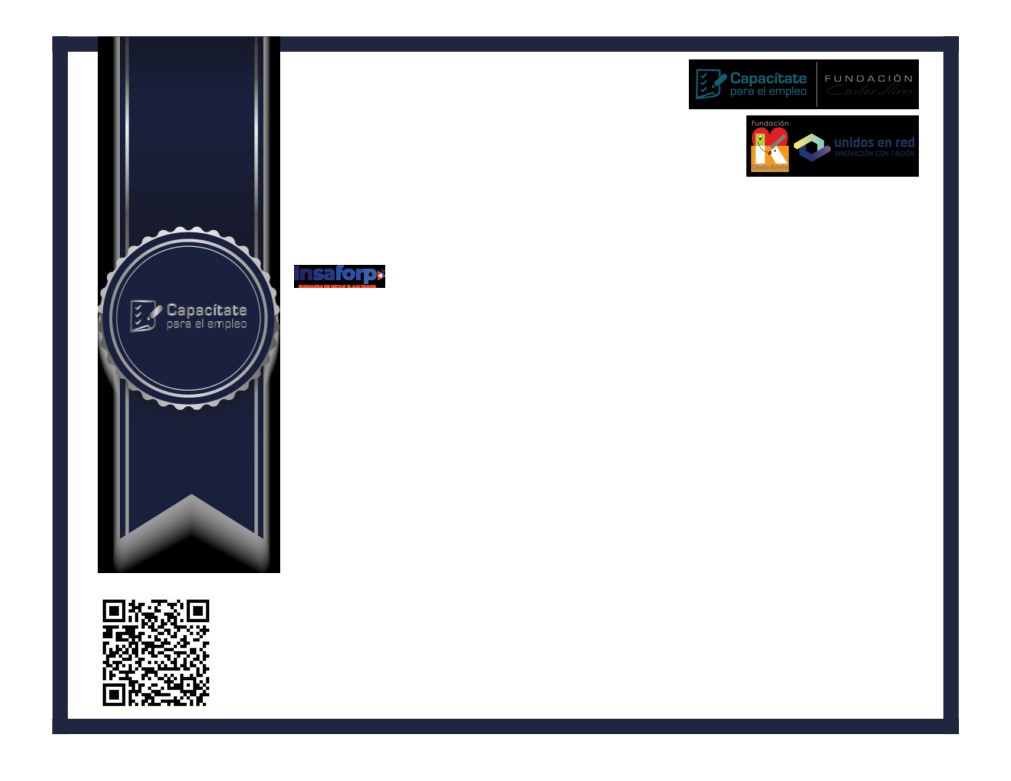 Capacítate
para el empleo
FUNDACIÓN
Carlos Slim
Fundación
unidos en red
INNOVACIÓN CON PASIÓN
insaforp
Capacítate
para el empleo